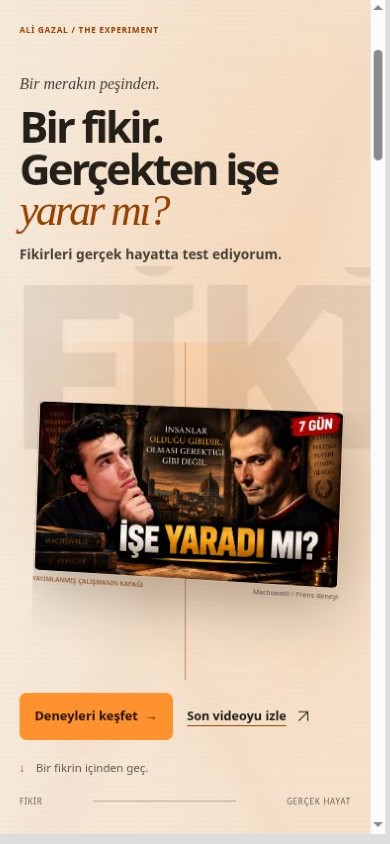 ALİ GAZAL / THE EXPERIMENT
Bir merakın peşinden.
Bir fikir.
Gerçekten işe
yarar mı?
Fikirleri gerçek hayatta test ediyorum.
FİKİ
7 GÜN
İNSANLAR
OLDUĞU GİBİDİR,
OLMASI GEREKTİĞİ
GİBİ DEĞİL.
MACHIAVELLI
İŞE YARADI MI?
YAYIMLANMIŞ ÇALIŞMANIN KAPAĞI
Machiavelli / Prens deneyi
Deneyleri keşfet →
Son videoyu izle ↗
↓ Bir fikrin içinden geç.
FİKİR
GERÇEK HAYAT